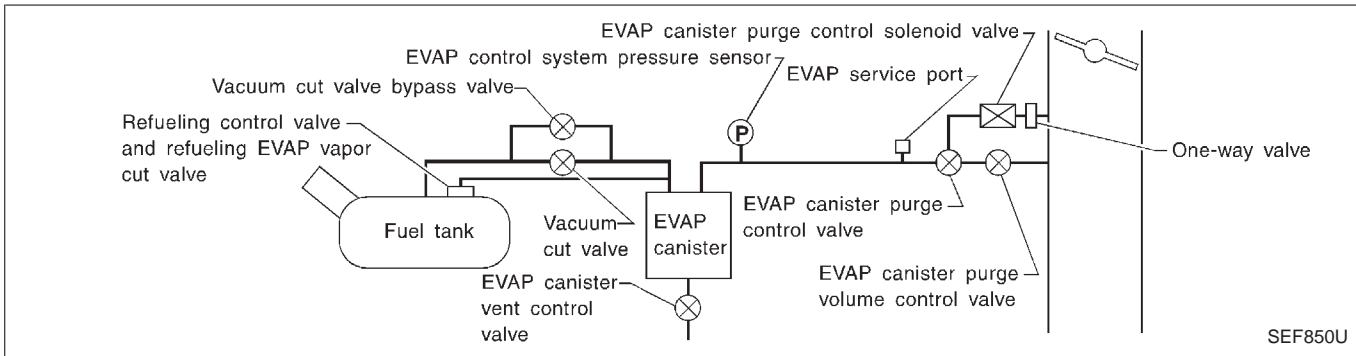 EVAP canister purge control solenoid valve
EVAP control system pressure sensor
EVAP service port
Vacuum cut valve bypass valve
Refueling control valve
and refueling EVAP vapor
cut valve
P
One-way valve
Fuel tank
Vacuum
cut valve
EVAP
canister
EVAP canister purge
control valve
EVAP canister
vent control
valve
EVAP canister purge
volume control valve
SEF850U